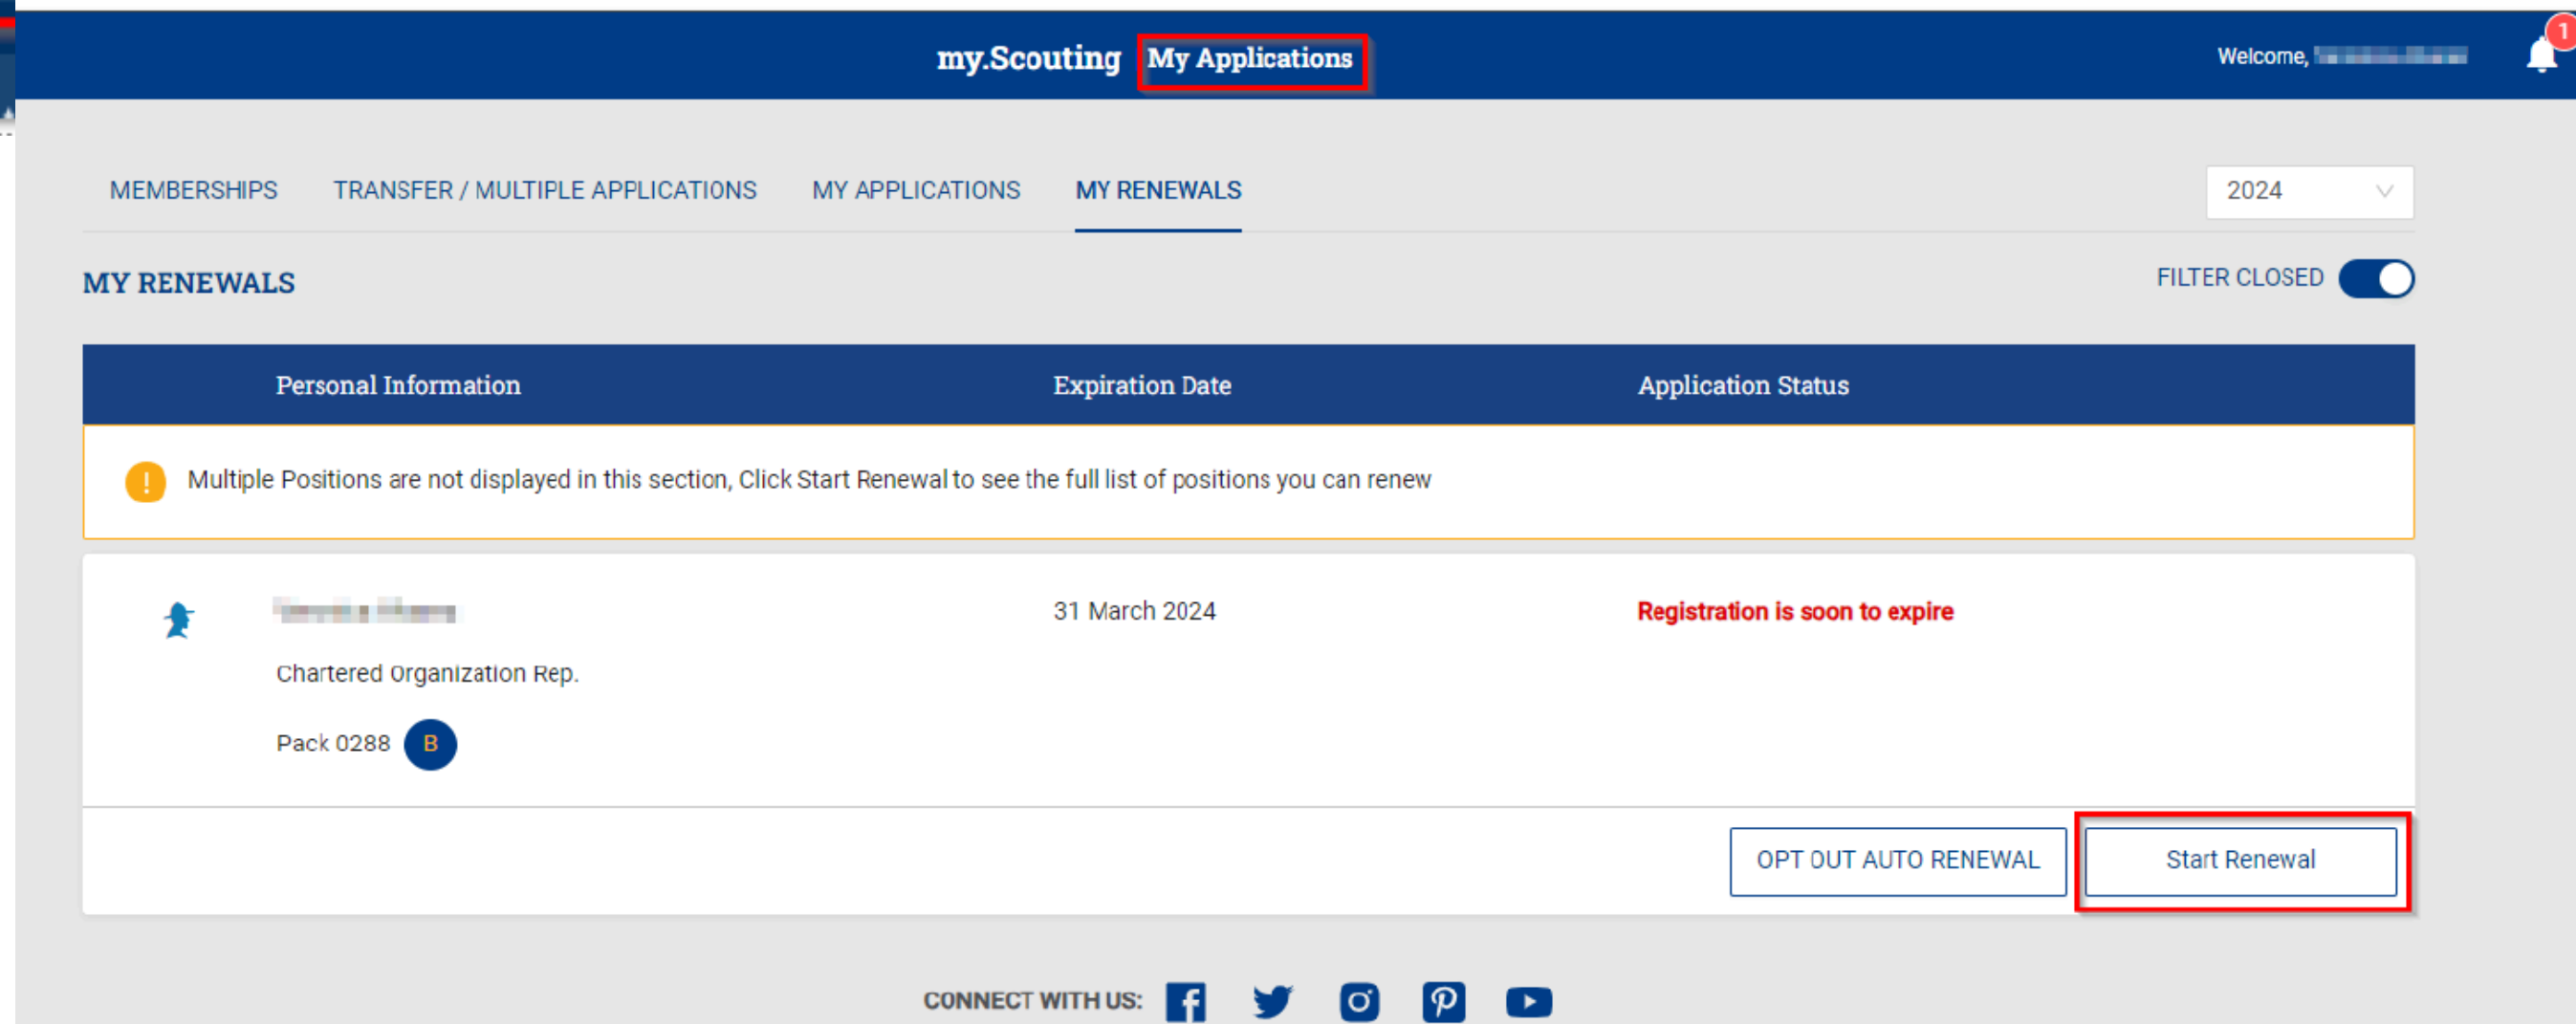 my.Scouting My Applications
Welcome,
1
MEMBERSHIPS TRANSFER / MULTIPLE APPLICATIONS MY APPLICATIONS MY RENEWALS 2024
MY RENEWALS FILTER CLOSED
Personal Information Expiration Date Application Status
! Multiple Positions are not displayed in this section, Click Start Renewal to see the full list of positions you can renew
31 March 2024 Registration is soon to expire
Chartered Organization Rep.
Pack 0288 B
OPT OUT AUTO RENEWAL Start Renewal
CONNECT WITH US: